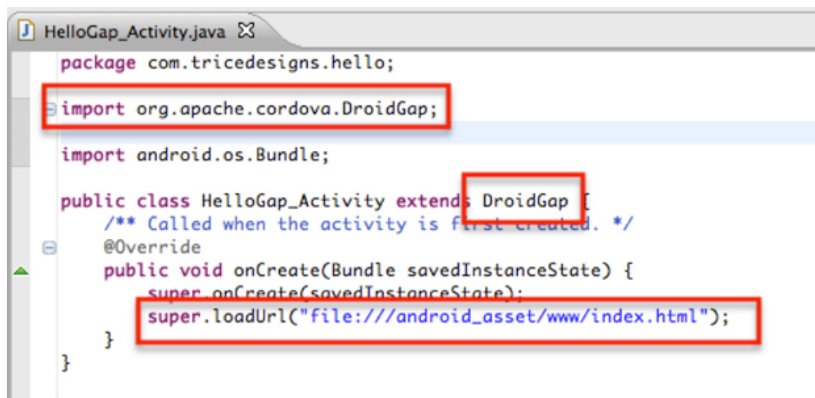 HelloGap_Activity.java
package com.tricedesigns.hello;
import org.apache.cordova.DroidGap;
import android.os.Bundle;
public class HelloGap_Activity extends DroidGap {
/** Called when the activity is first created. */
@Override
public void onCreate(Bundle savedInstanceState) {
super.onCreate(savedInstanceState);
super.loadUrl("file:///android_asset/www/index.html");
}
}